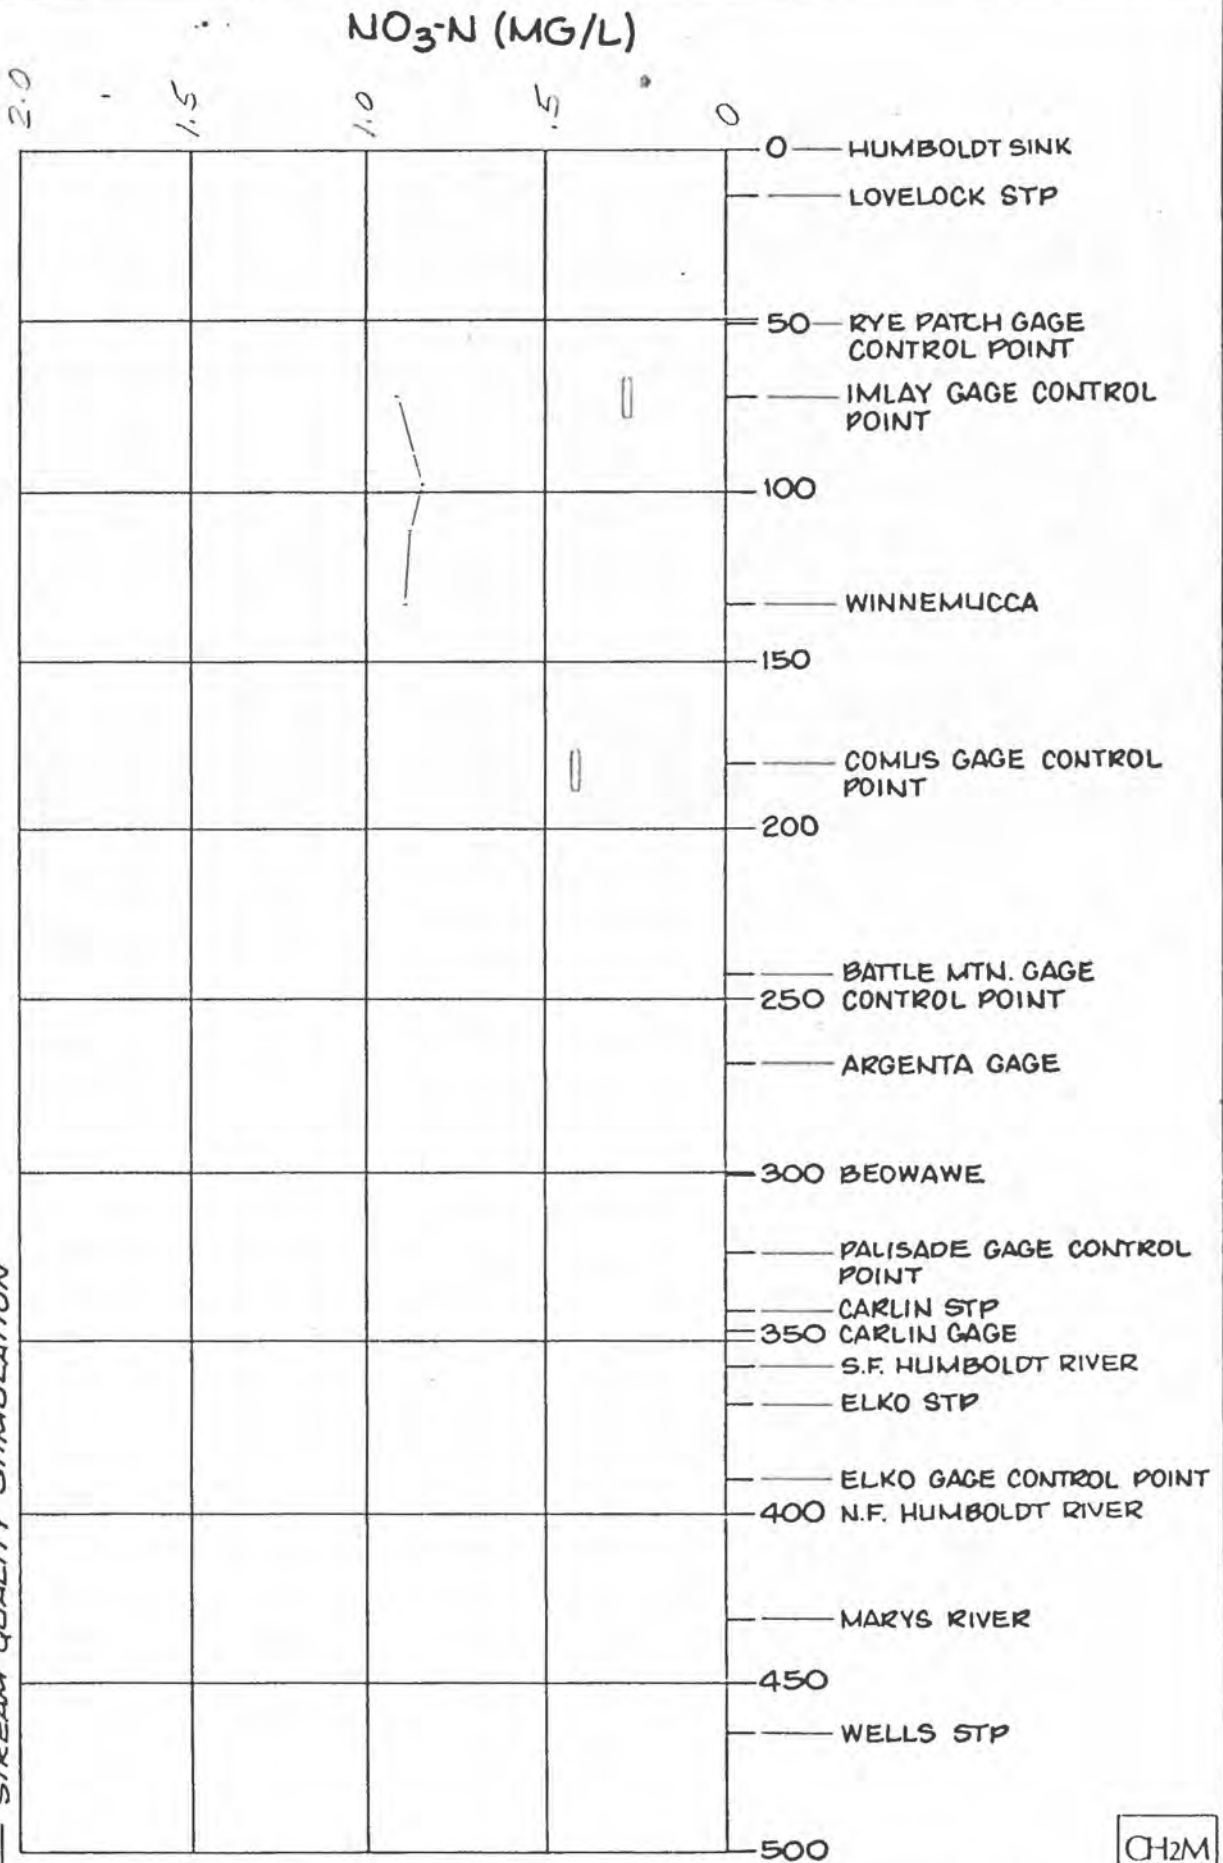 NO3-N (MG/L)
2.0
1.5
1.0
.5
0
0 HUMBOLDT SINK
LOVELOCK STP
50 RYE PATCH GAGE
CONTROL POINT
IMLAY GAGE CONTROL
POINT
100
WINNEMUCCA
150
COMUS GAGE CONTROL
POINT
200
BATTLE MTN. GAGE
250 CONTROL POINT
ARGENTA GAGE
300 BEOWAWE
PALISADE GAGE CONTROL
POINT
CARLIN STP
350 CARLIN GAGE
S.F. HUMBOLDT RIVER
ELKO STP
ELKO GAGE CONTROL POINT
400 N.F. HUMBOLDT RIVER
MARYS RIVER
450
WELLS STP
500
STREAM QUALITY SIMULATION
CH2M